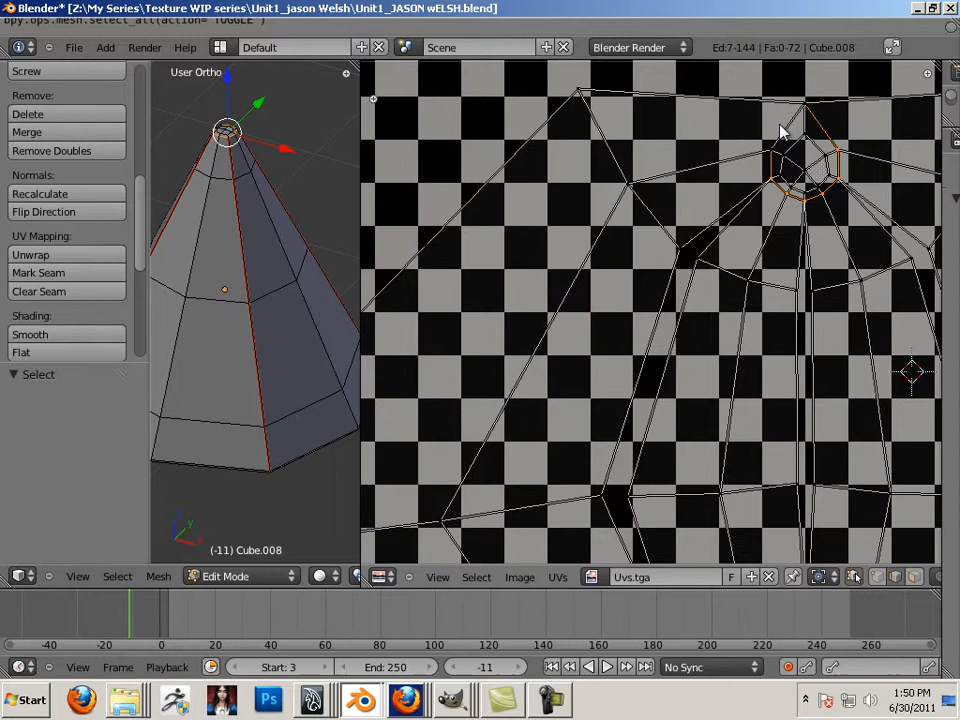 Blender* [Z:\My Series\Texture WIP series\Unit1_jason Welsh\Unit1_JASON wELSH.blend]
bpy.ops.mesh.select_all(action='TOGGLE')
File Add Render Help Default Scene Blender Render Ed:7-144 | Fa:0-72 | Cube.008
Screw
Remove:
Delete
Merge
Remove Doubles
Normals:
Recalculate
Flip Direction
UV Mapping:
Unwrap
Mark Seam
Clear Seam
Shading:
Smooth
Flat
Select
User Ortho
z
y
x
(-11) Cube.008
View Select Mesh Edit Mode
View Select Image UVs Uvs.tga F
-40 -20 0 20 40 60 80 100 120 140 160 180 200 220 240 260
View Frame Playback Start: 3 End: 250 -11 No Sync
Start Ps 1:50 PM
6/30/2011